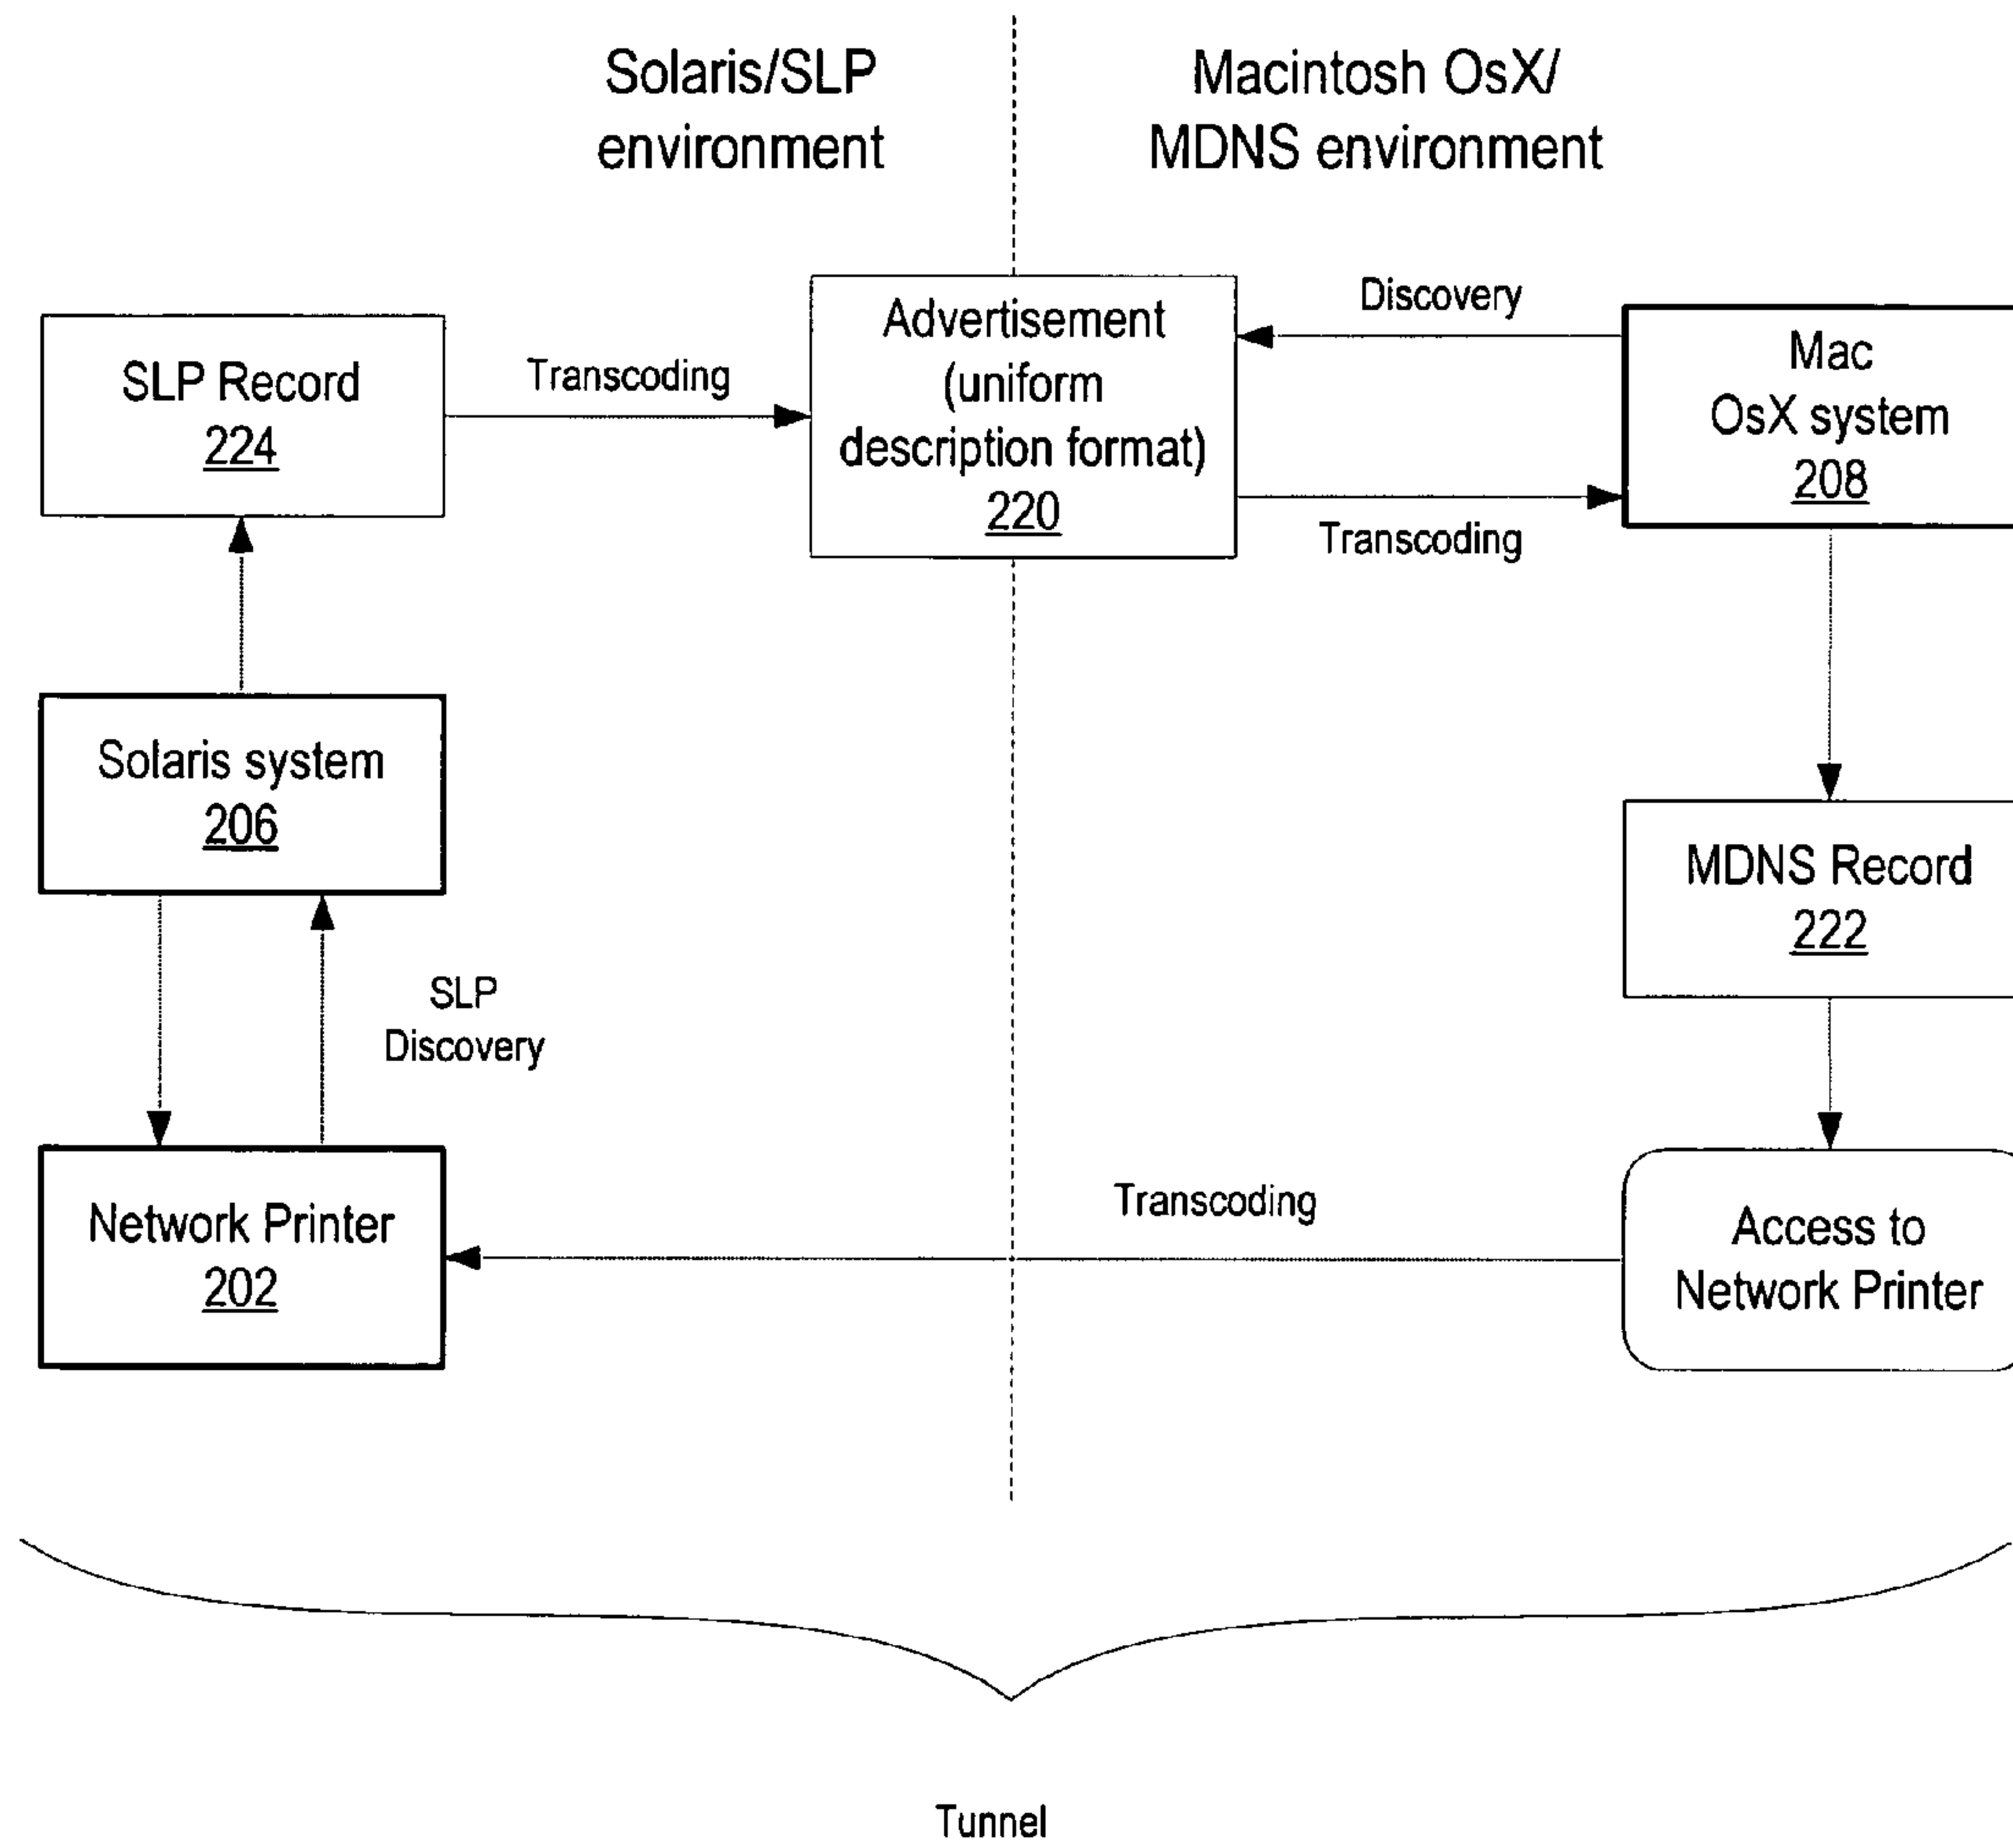 Solaris/SLP
environment
Macintosh OsX/
MDNS environment
SLP Record
224
Transcoding
Advertisement
(uniform
description format)
220
Discovery
Transcoding
Mac
OsX system
208
Solaris system
206
MDNS Record
222
SLP
Discovery
Network Printer
202
Transcoding
Access to
Network Printer
Tunnel